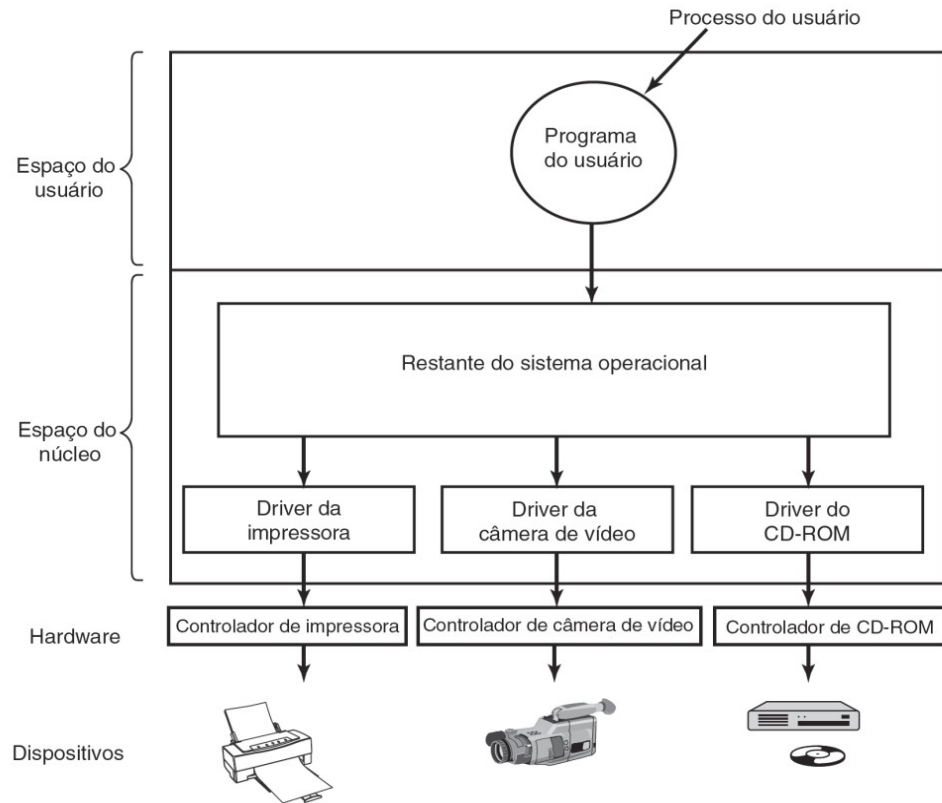 Processo do usuário
Espaço do
usuário
Programa
do usuário
Espaço do
núcleo
Restante do sistema operacional
Driver da
impressora
Driver da
câmera de vídeo
Driver do
CD-ROM
Hardware
Controlador de impressora
Controlador de câmera de vídeo
Controlador de CD-ROM
Dispositivos